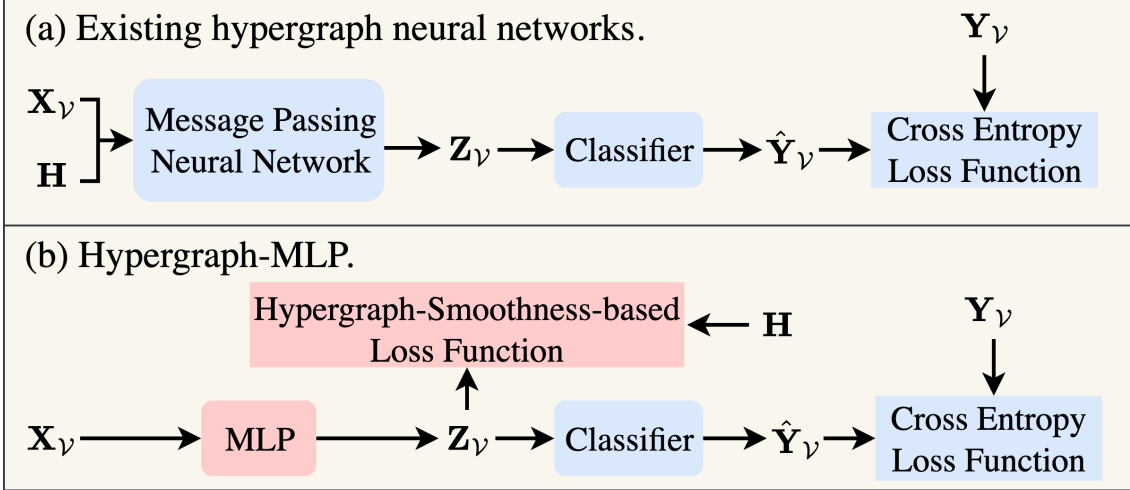 (a) Existing hypergraph neural networks.
Y𝒱
X𝒱
H
Message Passing
Neural Network
Z𝒱
Classifier
Ŷ𝒱
Cross Entropy
Loss Function
(b) Hypergraph-MLP.
Hypergraph-Smoothness-based
Loss Function
H
Y𝒱
X𝒱
MLP
Z𝒱
Classifier
Ŷ𝒱
Cross Entropy
Loss Function